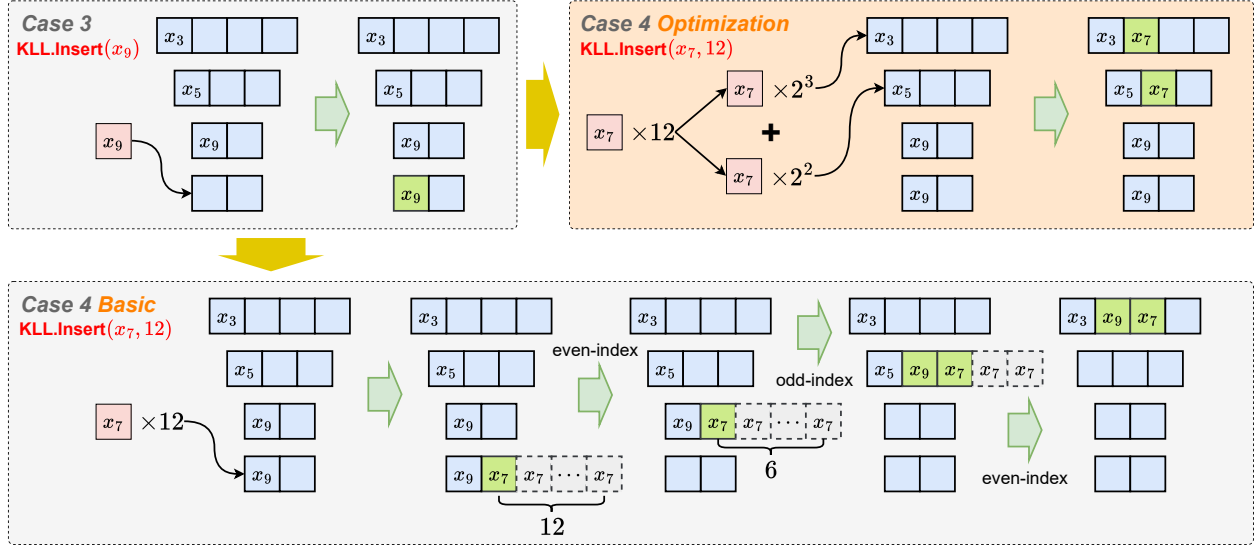 Case 3
KLL.Insert(x₉)
x₃
x₅
x₉
x₉
x₃
x₅
x₉
x₉
Case 4 Optimization
KLL.Insert(x₇, 12)
x₇ ×12
x₇ ×2³
+
x₇ ×2²
x₃
x₅
x₉
x₉
x₃ x₇
x₅ x₇
x₉
x₉
Case 4 Basic
KLL.Insert(x₇, 12)
x₇ ×12
x₃
x₅
x₉
x₉
x₃
x₅
x₉
x₉ x₇ x₇ ··· x₇
12
even-index
x₃
x₅
x₉ x₇ x₇ ··· x₇
6
odd-index
x₃
x₅ x₉ x₇ x₇ x₇
even-index
x₃ x₉ x₇